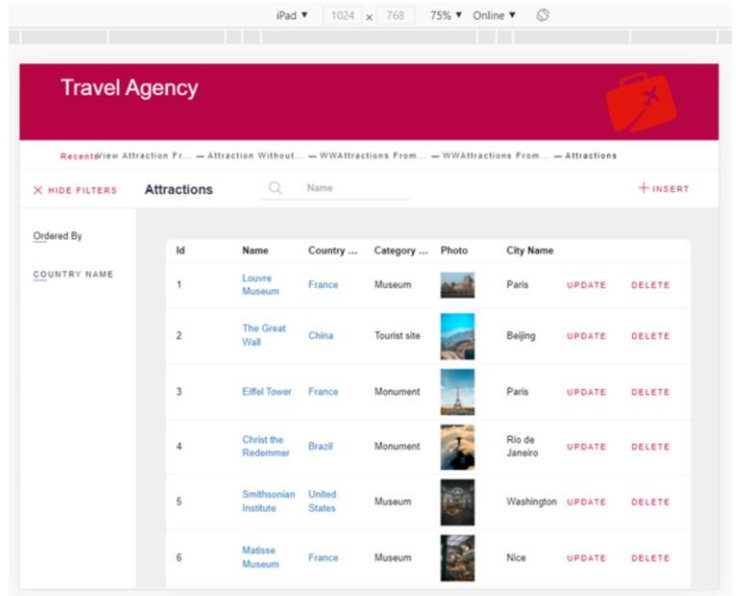 iPad ▼ 1024 x 768 75% ▼ Online ▼
Travel Agency
Recents View Attraction Fr... — Attraction Without... — WWAttractions From... — WWAttractions From... — Attractions
× HIDE FILTERS Attractions Name + INSERT
Ordered By
COUNTRY NAME
Id Name Country ... Category ... Photo City Name
1 Louvre Museum France Museum Paris UPDATE DELETE
2 The Great Wall China Tourist site Beijing UPDATE DELETE
3 Eiffel Tower France Monument Paris UPDATE DELETE
4 Christ the Redemmer Brazil Monument Rio de Janeiro UPDATE DELETE
5 Smithsonian Institute United States Museum Washington UPDATE DELETE
6 Matisse Museum France Museum Nice UPDATE DELETE